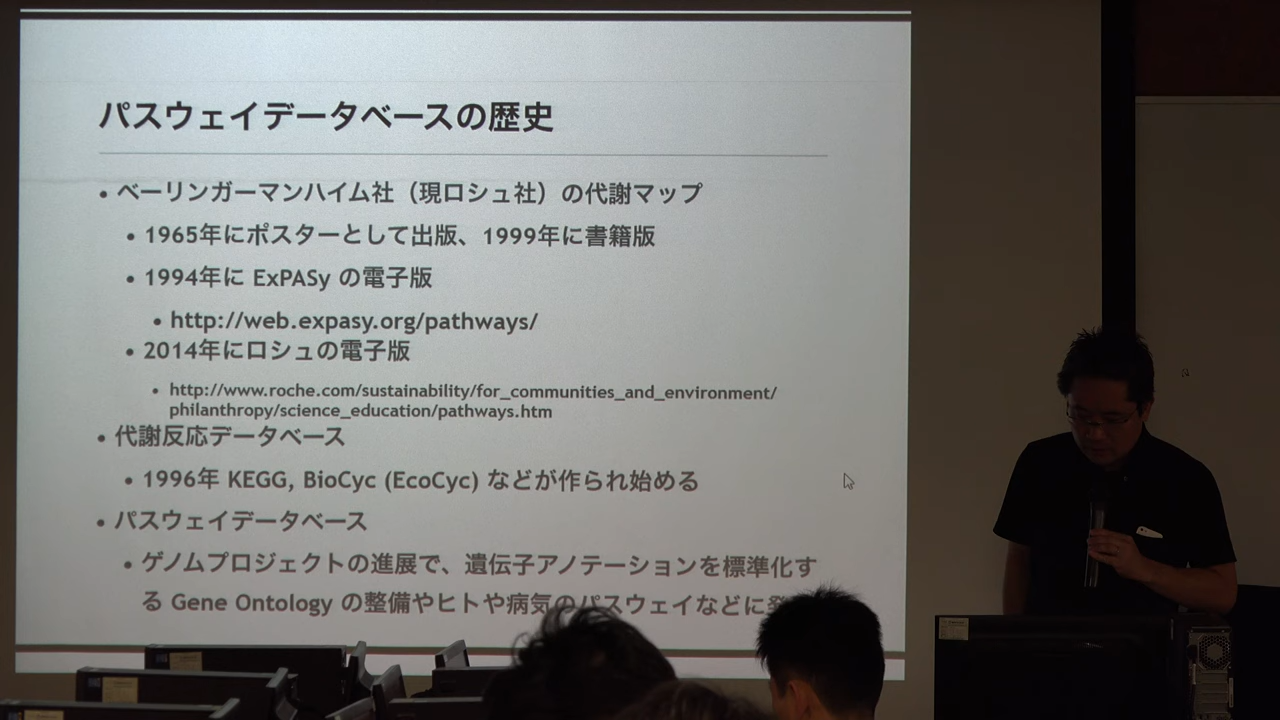 パスウェイデータベースの歴史
• ベーリンガーマンハイム社（現ロシュ社）の代謝マップ
• 1965年にポスターとして出版、1999年に書籍版
• 1994年に ExPASy の電子版
• http://web.expasy.org/pathways/
• 2014年にロシュの電子版
• http://www.roche.com/sustainability/for_communities_and_environment/
philanthropy/science_education/pathways.htm
• 代謝反応データベース
• 1996年 KEGG, BioCyc (EcoCyc) などが作られ始める
• パスウェイデータベース
• ゲノムプロジェクトの進展で、遺伝子アノテーションを標準化す
る Gene Ontology の整備やヒトや病気のパスウェイなどに